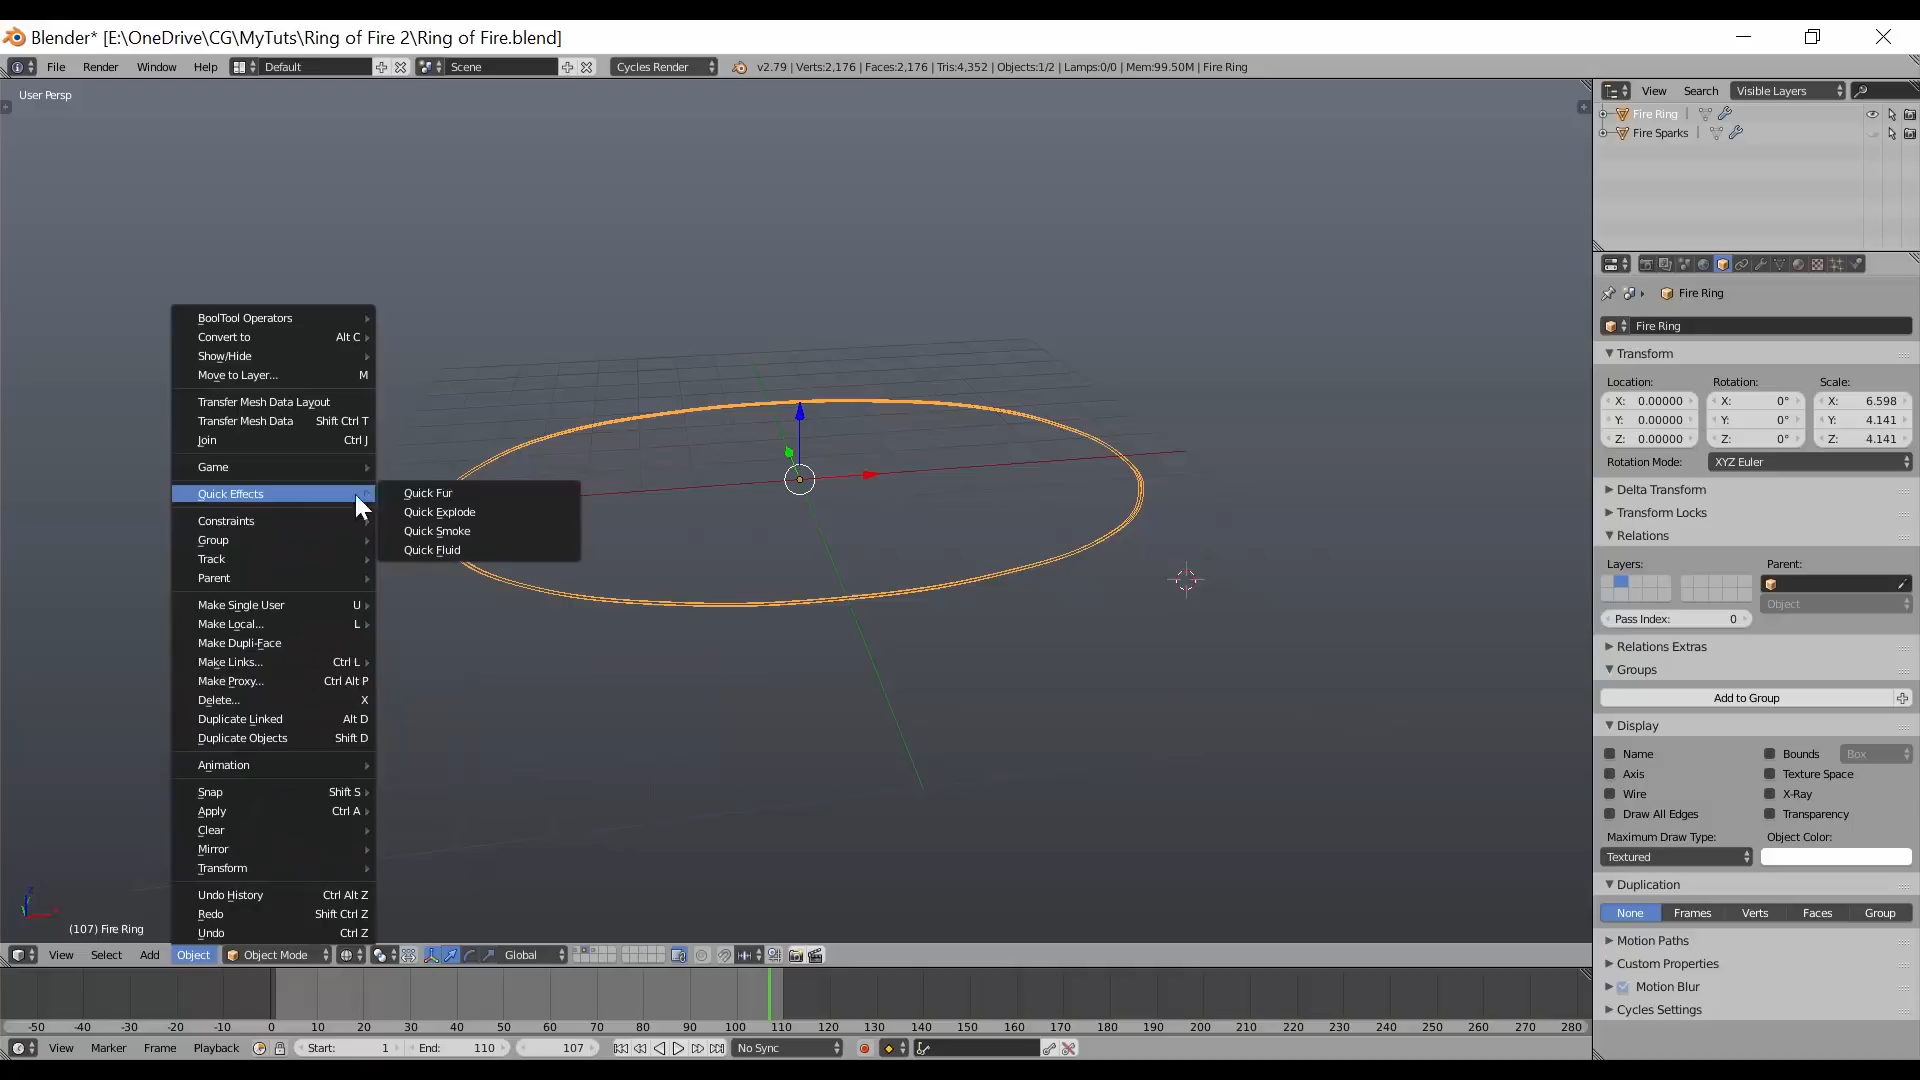 Blender* [E:\OneDrive\CG\MyTuts\Ring of Fire 2\Ring of Fire.blend]
File Render Window Help Default Scene Cycles Render v2.79 | Verts:2,176 | Faces:2,176 | Tris:4,352 | Objects:1/2 | Lamps:0/0 | Mem:99.50M | Fire Ring
User Persp
View Search Visible Layers
Fire Ring
Fire Sparks
Fire Ring
Fire Ring
Transform
Location: Rotation: Scale:
X: 0.00000 X: 0° X: 6.598
Y: 0.00000 Y: 0° Y: 4.141
Z: 0.00000 Z: 0° Z: 4.141
Rotation Mode: XYZ Euler
Delta Transform
Transform Locks
Relations
Layers: Parent:
Object
Pass Index: 0
Relations Extras
Groups
Add to Group
Display
Name Bounds Box
Axis Texture Space
Wire X-Ray
Draw All Edges Transparency
Maximum Draw Type: Object Color:
Textured
Duplication
None Frames Verts Faces Group
Motion Paths
Custom Properties
Motion Blur
Cycles Settings
BoolTool Operators
Convert to Alt C
Show/Hide
Move to Layer... M
Transfer Mesh Data Layout
Transfer Mesh Data Shift Ctrl T
Join Ctrl J
Game
Quick Effects
Constraints
Group
Track
Parent
Make Single User U
Make Local... L
Make Dupli-Face
Make Links... Ctrl L
Make Proxy... Ctrl Alt P
Delete... X
Duplicate Linked Alt D
Duplicate Objects Shift D
Animation
Snap Shift S
Apply Ctrl A
Clear
Mirror
Transform
Undo History Ctrl Alt Z
Redo Shift Ctrl Z
Undo Ctrl Z
Quick Fur
Quick Explode
Quick Smoke
Quick Fluid
(107) Fire Ring
View Select Add Object Object Mode Global
-50 -40 -30 -20 -10 0 10 20 30 40 50 60 70 80 90 100 110 120 130 140 150 160 170 180 190 200 210 220 230 240 250 260 270 280
View Marker Frame Playback Start: 1 End: 110 107 No Sync